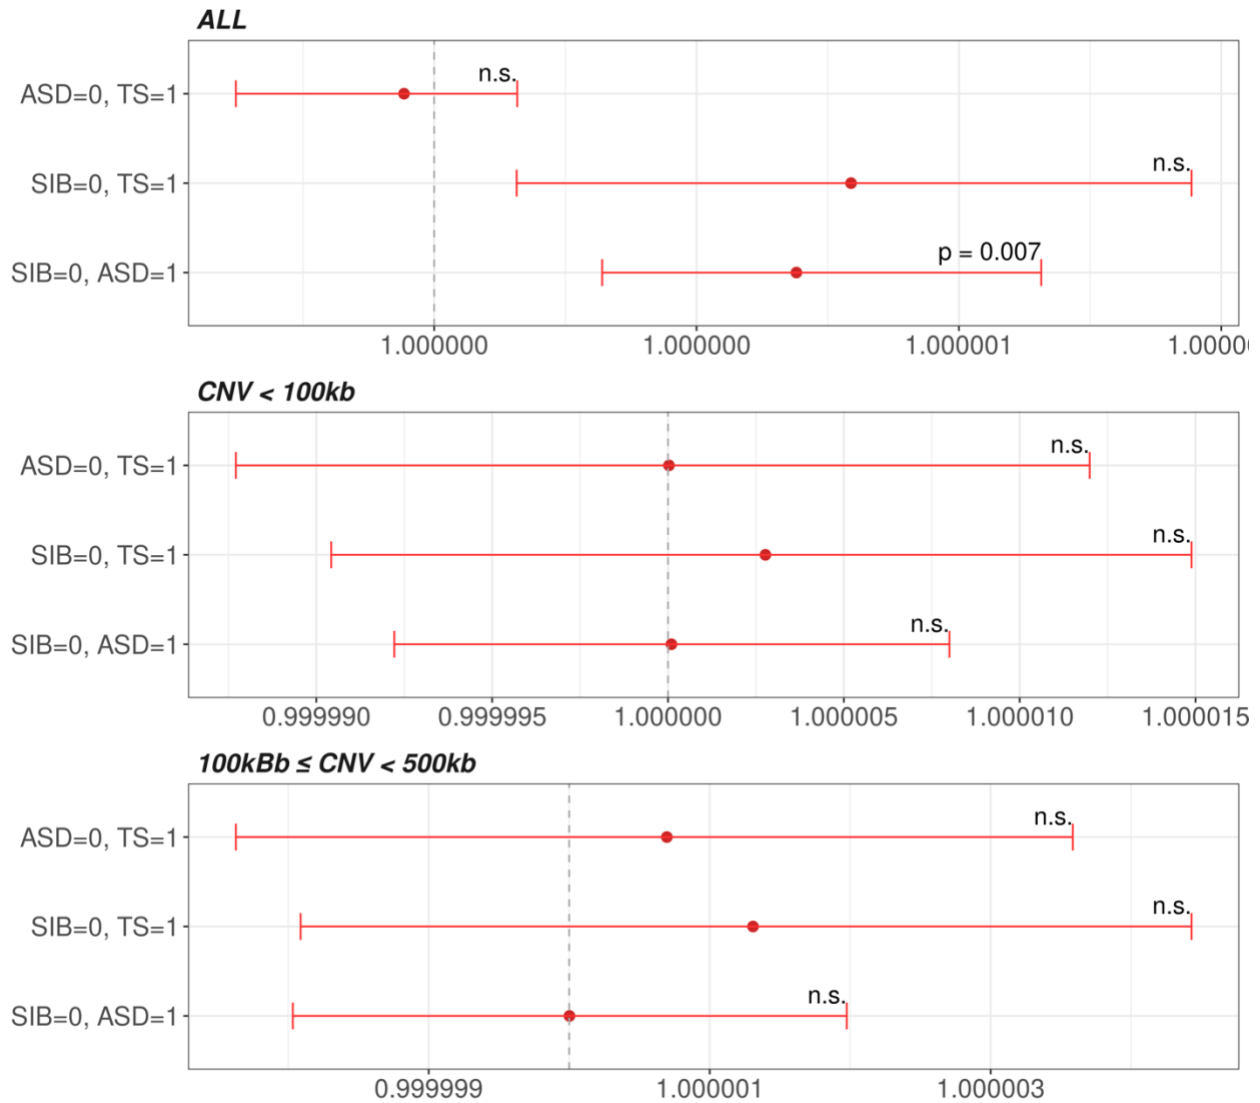 ALL
ASD=0, TS=1
n.s.
SIB=0, TS=1
n.s.
SIB=0, ASD=1
p = 0.007
1.000000 1.000000 1.000001
CNV < 100kb
ASD=0, TS=1
n.s.
SIB=0, TS=1
n.s.
SIB=0, ASD=1
n.s.
0.999990 0.999995 1.000000 1.000005 1.000010 1.000015
100kBb ≤ CNV < 500kb
ASD=0, TS=1
n.s.
SIB=0, TS=1
n.s.
SIB=0, ASD=1
n.s.
0.999999 1.000001 1.000003